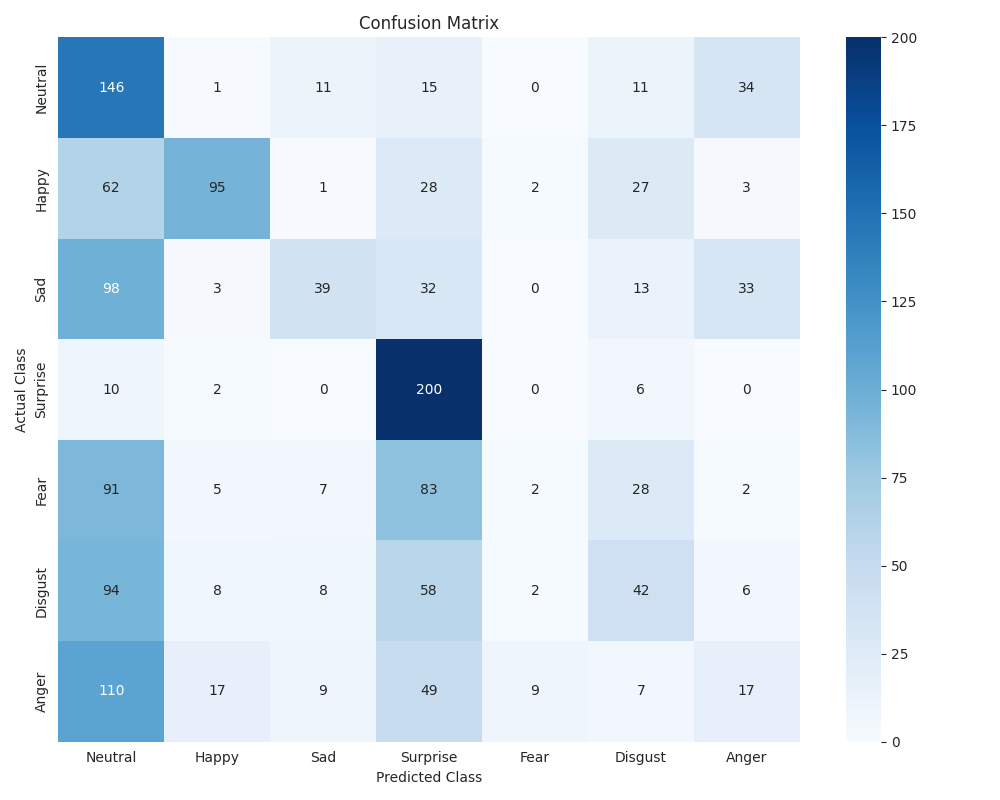 Confusion Matrix
Actual Class
Neutral 146 1 11 15 0 11 34
Happy 62 95 1 28 2 27 3
Sad 98 3 39 32 0 13 33
Surprise 10 2 0 200 0 6 0
Fear 91 5 7 83 2 28 2
Disgust 94 8 8 58 2 42 6
Anger 110 17 9 49 9 7 17
Neutral Happy Sad Surprise Fear Disgust Anger
Predicted Class
200
175
150
125
100
75
50
25
0